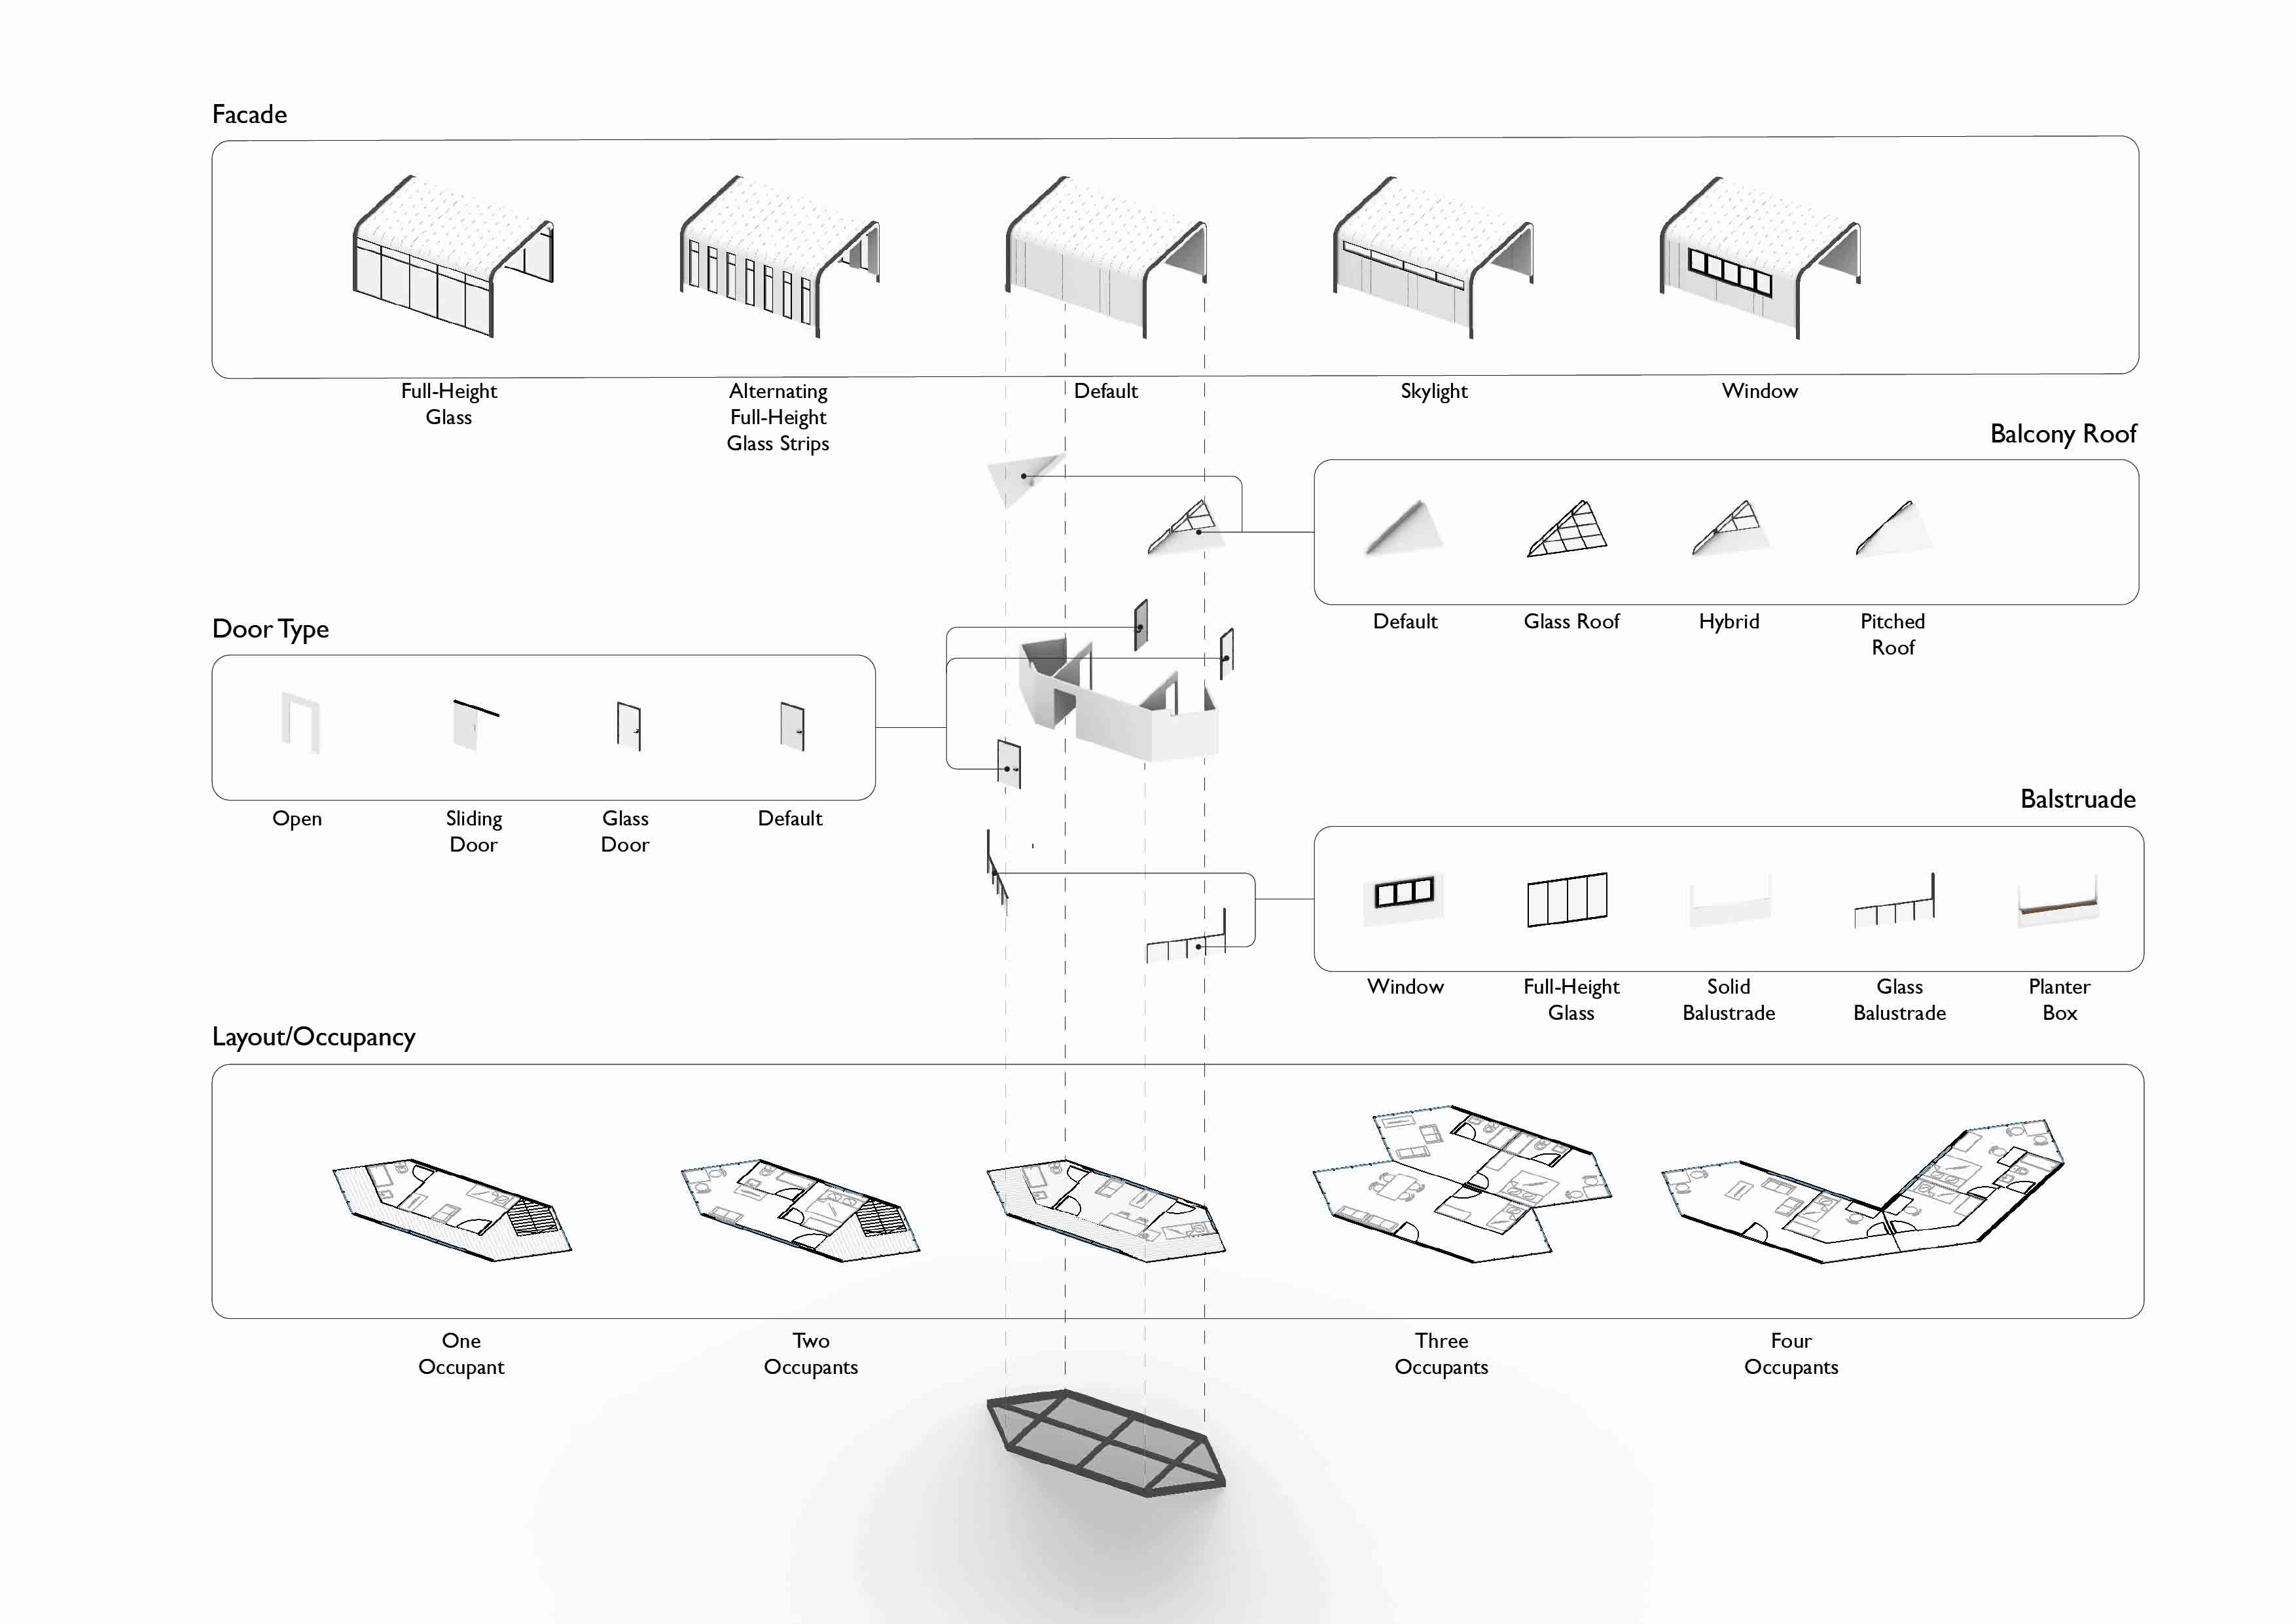 Facade
Full-Height
Glass
Alternating
Full-Height
Glass Strips
Default
Skylight
Window
Balcony Roof
Default
Glass Roof
Hybrid
Pitched
Roof
Door Type
Open
Sliding
Door
Glass
Door
Default
Balstruade
Window
Full-Height
Glass
Solid
Balustrade
Glass
Balustrade
Planter
Box
Layout/Occupancy
One
Occupant
Two
Occupants
Three
Occupants
Four
Occupants